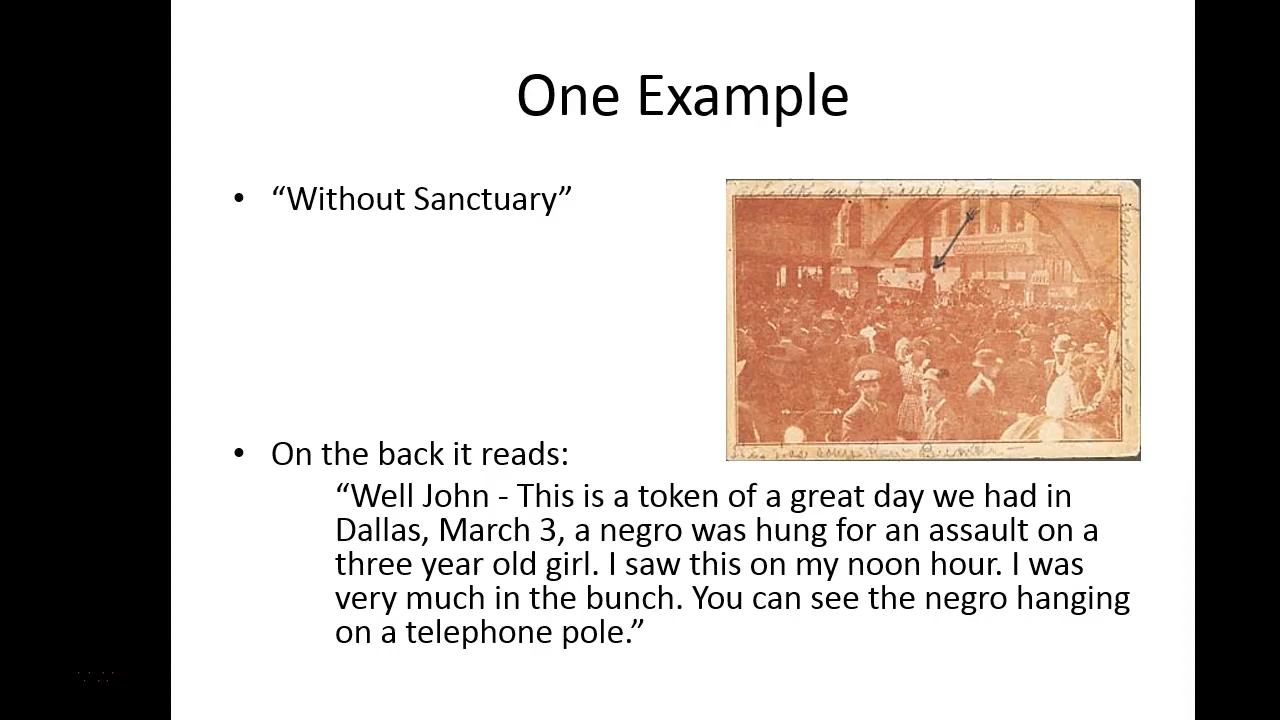 One Example
• “Without Sanctuary”
• On the back it reads:
“Well John - This is a token of a great day we had in
Dallas, March 3, a negro was hung for an assault on a
three year old girl. I saw this on my noon hour. I was
very much in the bunch. You can see the negro hanging
on a telephone pole.”